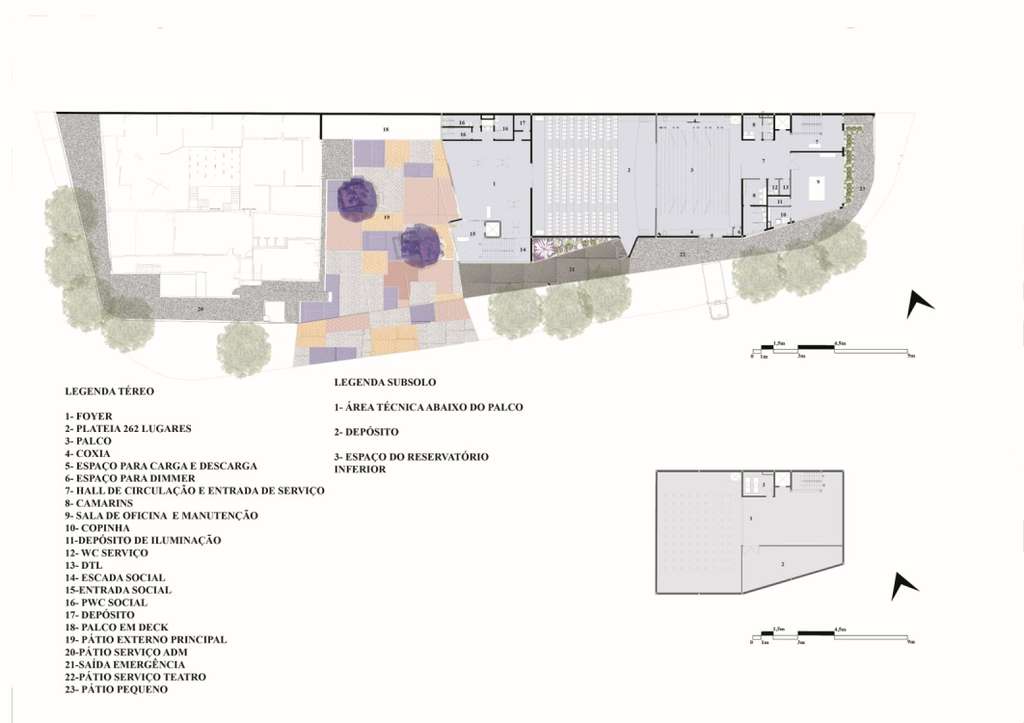 16
17
16
16
18
8
7
1
2
3
7
9
12
13
8
11
10
23
19
15
14
4
5
6
22
21
20
1,5m
4,5m
0
1m
3m
9m
LEGENDA TÉREO
1- FOYER
2- PLATEIA 262 LUGARES
3- PALCO
4- COXIA
5- ESPAÇO PARA CARGA E DESCARGA
6- ESPAÇO PARA DIMMER
7- HALL DE CIRCULAÇÃO E ENTRADA DE SERVIÇO
8- CAMARINS
9- SALA DE OFICINA E MANUTENÇÃO
10- COPINHA
11-DEPÓSITO DE ILUMINAÇÃO
12- WC SERVIÇO
13- DTL
14- ESCADA SOCIAL
15-ENTRADA SOCIAL
16- PWC SOCIAL
17- DEPÓSITO
18- PALCO EM DECK
19- PÁTIO EXTERNO PRINCIPAL
20-PÁTIO SERVIÇO ADM
21-SAÍDA EMERGÊNCIA
22-PÁTIO SERVIÇO TEATRO
23- PÁTIO PEQUENO
LEGENDA SUBSOLO
1- ÁREA TÉCNICA ABAIXO DO PALCO
2- DEPÓSITO
3- ESPAÇO DO RESERVATÓRIO
INFERIOR
3
1
2
1,5m
4,5m
0
1m
3m
9m